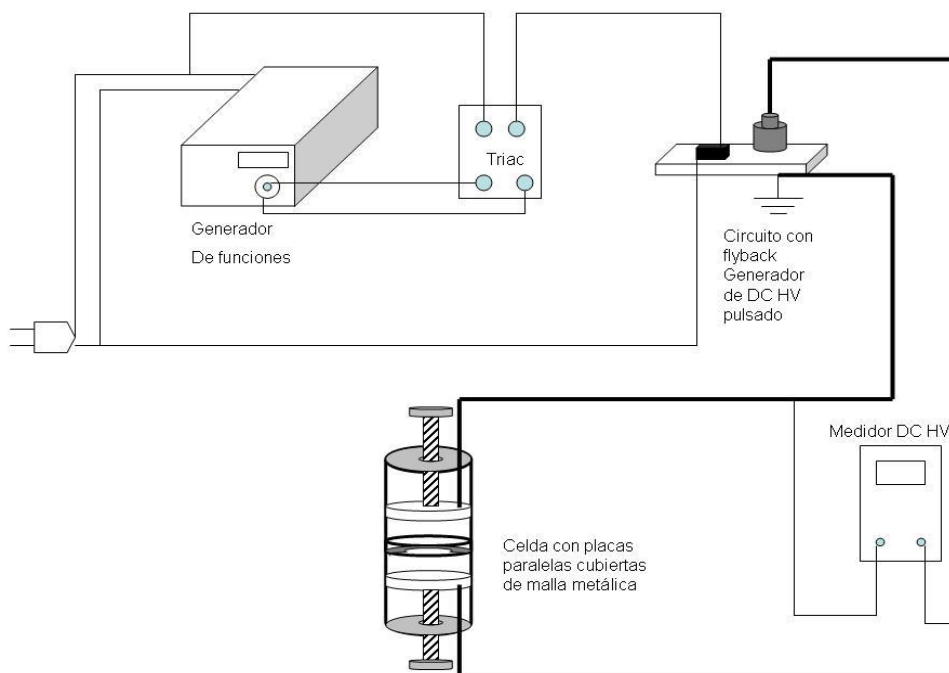 Triac
Generador
De funciones
Circuito con
flyback
Generador
de DC HV
pulsado
Medidor DC HV
Celda con placas
paralelas cubiertas
de malla metálica